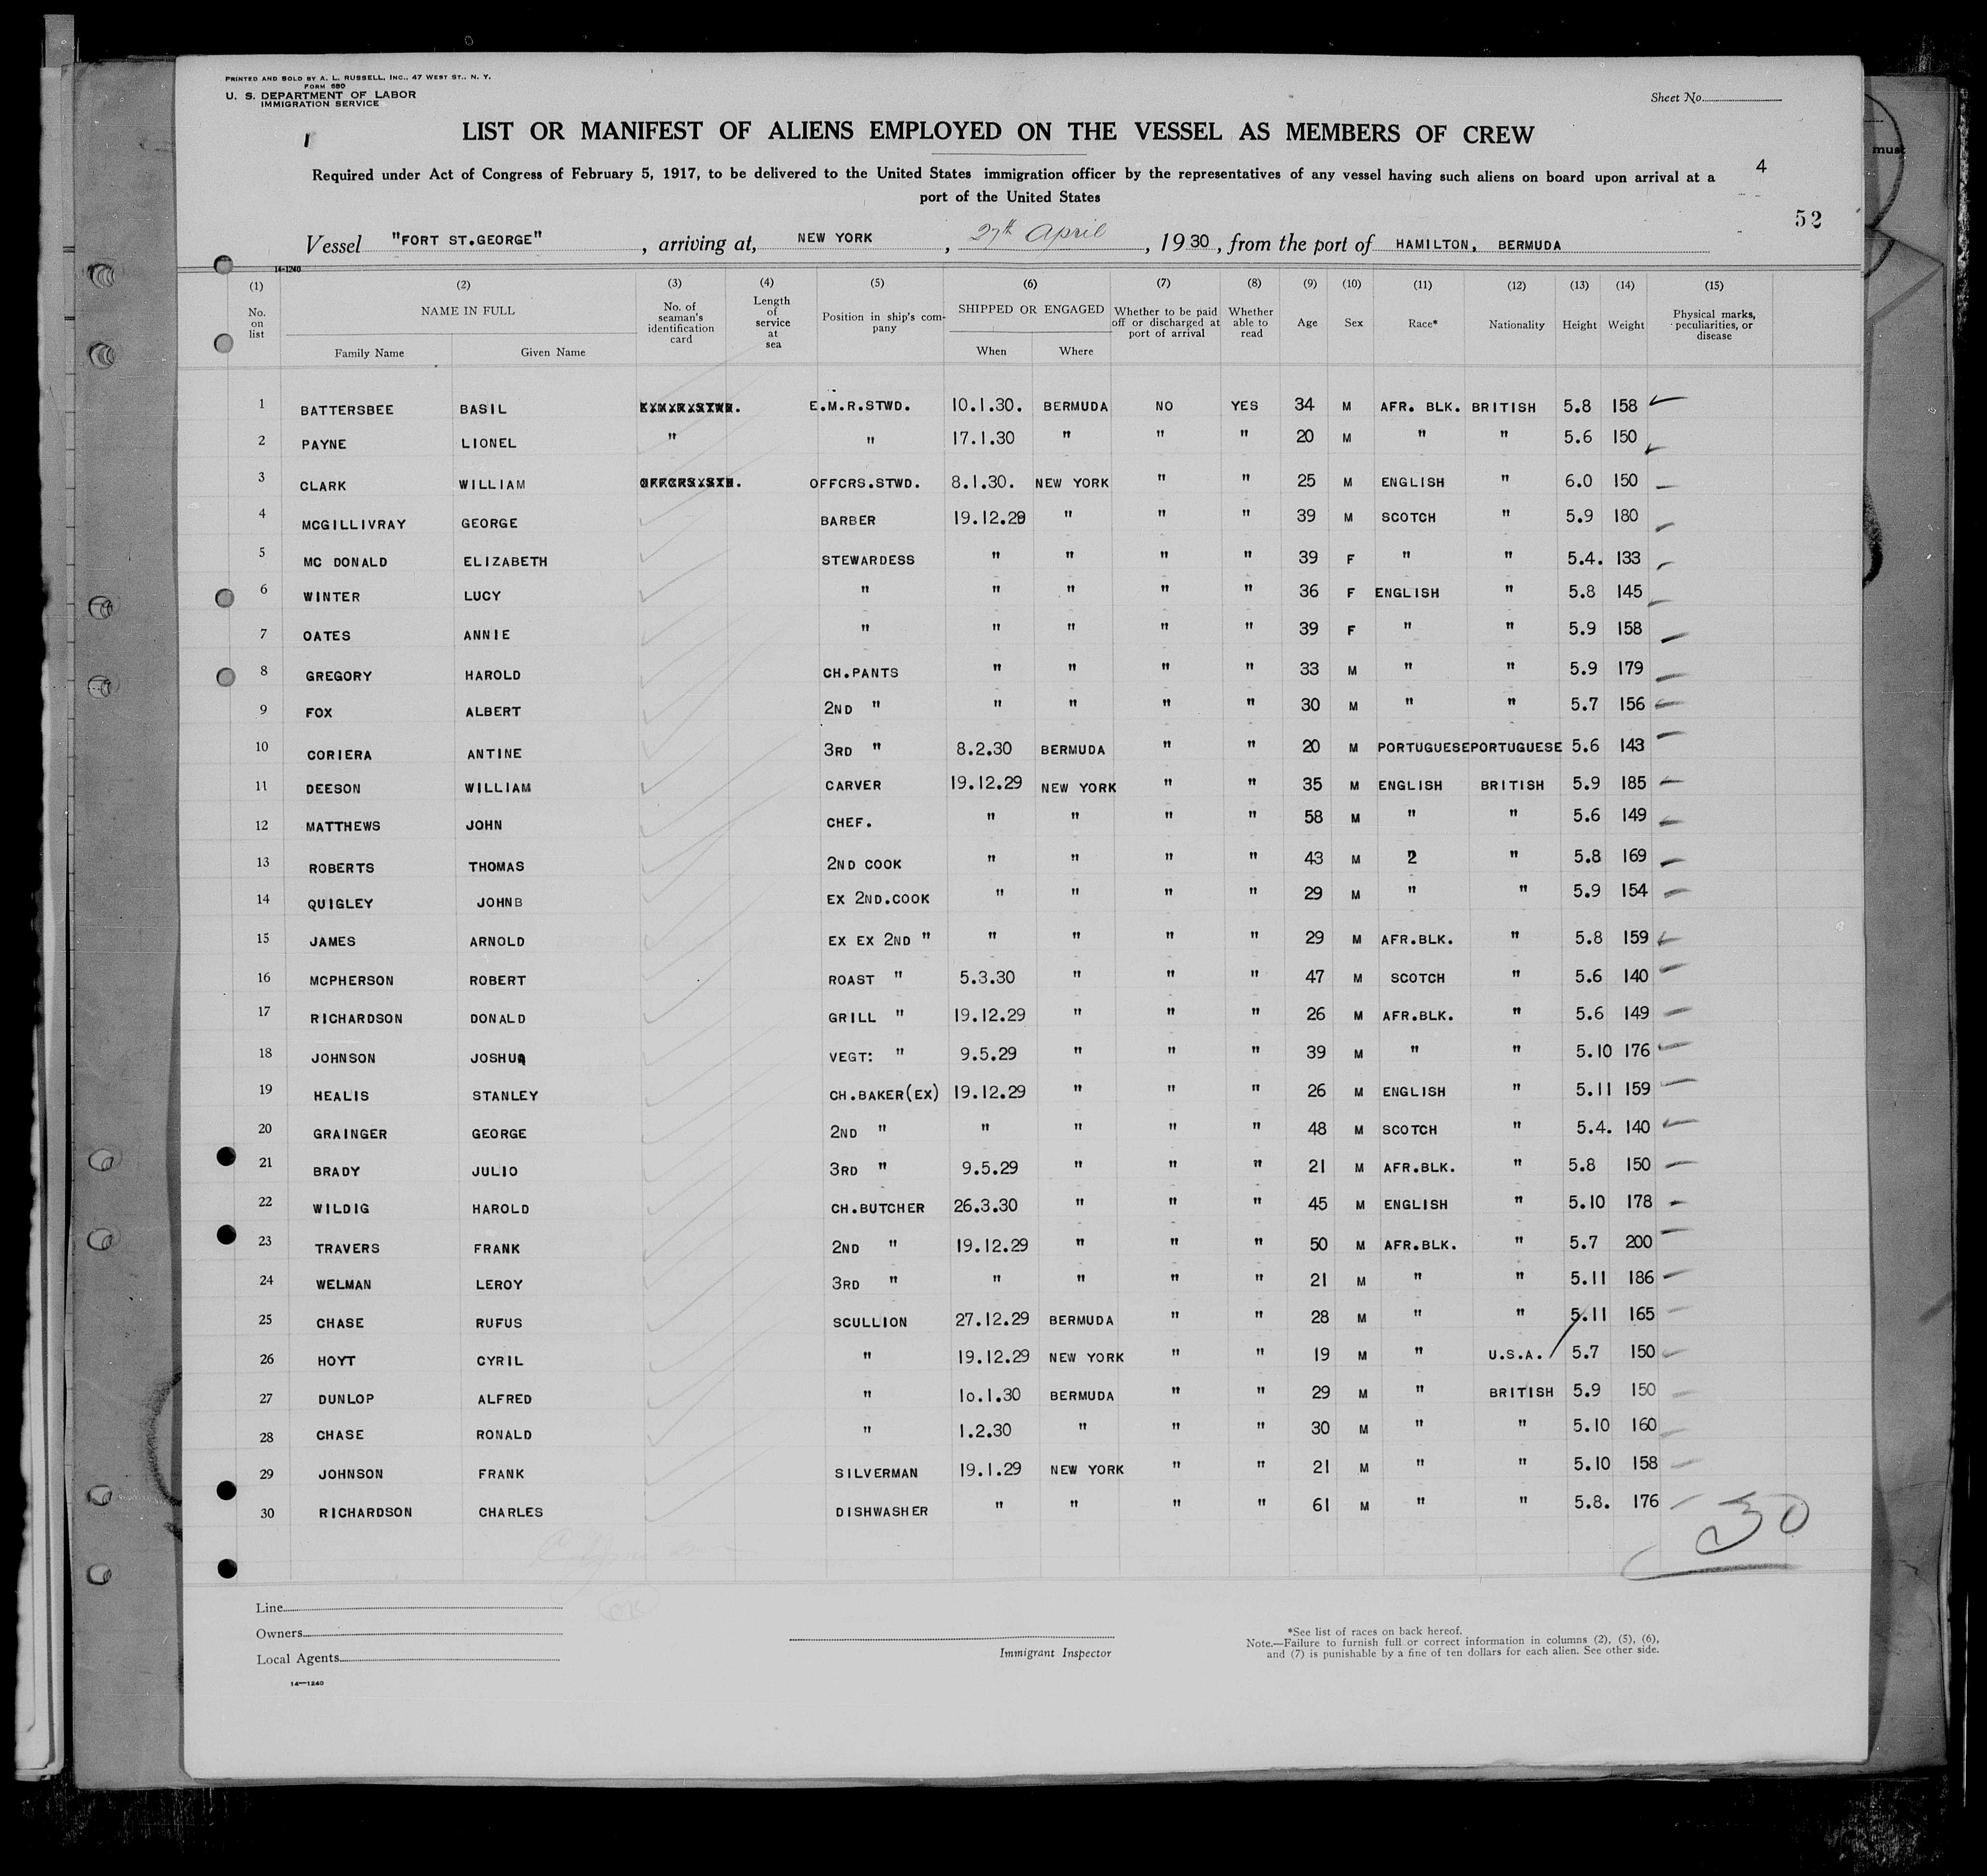 PRINTED AND SOLD BY A. L. RUSSELL, INC., 47 WEST ST., N. Y.
FORM 680
U. S. DEPARTMENT OF LABOR
IMMIGRATION SERVICE
Sheet No.
1
LIST OR MANIFEST OF ALIENS EMPLOYED ON THE VESSEL AS MEMBERS OF CREW
must
4
Required under Act of Congress of February 5, 1917, to be delivered to the United States immigration officer by the representatives of any vessel having such aliens on board upon arrival at a
port of the United States
52
Vessel "FORT ST.GEORGE", arriving at, NEW YORK, 27th April, 1930, from the port of HAMILTON, BERMUDA
14-1240
(1) (2) (3) (4) (5) (6) (7) (8) (9) (10) (11) (12) (13) (14) (15)
No. on list NAME IN FULL Family Name Given Name No. of seaman's identification card Length of service at sea Position in ship's company SHIPPED OR ENGAGED When Where Whether to be paid off or discharged at port of arrival Whether able to read Age Sex Race* Nationality Height Weight Physical marks, peculiarities, or disease
1 BATTERSBEE BASIL E.M.R.STWD. 10.1.30. BERMUDA NO YES 34 M AFR. BLK. BRITISH 5.8 158
2 PAYNE LIONEL " " 17.1.30 " " " 20 M " " 5.6 150
3 CLARK WILLIAM OFFCRS.STWD. 8.1.30. NEW YORK " " 25 M ENGLISH " 6.0 150
4 MCGILLIVRAY GEORGE BARBER 19.12.29 " " " 39 M SCOTCH " 5.9 180
5 MC DONALD ELIZABETH STEWARDESS " " " " 39 F " " 5.4. 133
6 WINTER LUCY " " " " " 36 F ENGLISH " 5.8 145
7 OATES ANNIE " " " " " 39 F " " 5.9 158
8 GREGORY HAROLD CH.PANTS " " " " 33 M " " 5.9 179
9 FOX ALBERT 2ND " " " " " 30 M " " 5.7 156
10 CORIERA ANTINE 3RD " 8.2.30 BERMUDA " " 20 M PORTUGUESE PORTUGUESE 5.6 143
11 DEESON WILLIAM CARVER 19.12.29 NEW YORK " " 35 M ENGLISH BRITISH 5.9 185
12 MATTHEWS JOHN CHEF. " " " " 58 M " " 5.6 149
13 ROBERTS THOMAS 2ND COOK " " " " 43 M 2 " 5.8 169
14 QUIGLEY JOHNB EX 2ND.COOK " " " " 29 M " " 5.9 154
15 JAMES ARNOLD EX EX 2ND " " " " " 29 M AFR.BLK. " 5.8 159
16 MCPHERSON ROBERT ROAST " 5.3.30 " " " 47 M SCOTCH " 5.6 140
17 RICHARDSON DONALD GRILL " 19.12.29 " " " 26 M AFR.BLK. " 5.6 149
18 JOHNSON JOSHUA VEGT: " 9.5.29 " " " 39 M " " 5.10 176
19 HEALIS STANLEY CH.BAKER(EX) 19.12.29 " " " 26 M ENGLISH " 5.11 159
20 GRAINGER GEORGE 2ND " " " " " 48 M SCOTCH " 5.4. 140
21 BRADY JULIO 3RD " 9.5.29 " " " 21 M AFR.BLK. " 5.8 150
22 WILDIG HAROLD CH.BUTCHER 26.3.30 " " " 45 M ENGLISH " 5.10 178
23 TRAVERS FRANK 2ND " 19.12.29 " " " 50 M AFR.BLK. " 5.7 200
24 WELMAN LEROY 3RD " " " " " 21 M " " 5.11 186
25 CHASE RUFUS SCULLION 27.12.29 BERMUDA " " 28 M " " 5.11 165
26 HOYT CYRIL " 19.12.29 NEW YORK " " 19 M " U.S.A. 5.7 150
27 DUNLOP ALFRED " 10.1.30 BERMUDA " " 29 M " BRITISH 5.9 150
28 CHASE RONALD " 1.2.30 " " " 30 M " " 5.10 160
29 JOHNSON FRANK SILVERMAN 19.1.29 NEW YORK " " 21 M " " 5.10 158
30 RICHARDSON CHARLES DISHWASHER " " " " 61 M " " 5.8. 176
30
Line
Owners
Local Agents
14—1240
Immigrant Inspector
*See list of races on back hereof.
Note.—Failure to furnish full or correct information in columns (2), (5), (6),
and (7) is punishable by a fine of ten dollars for each alien. See other side.